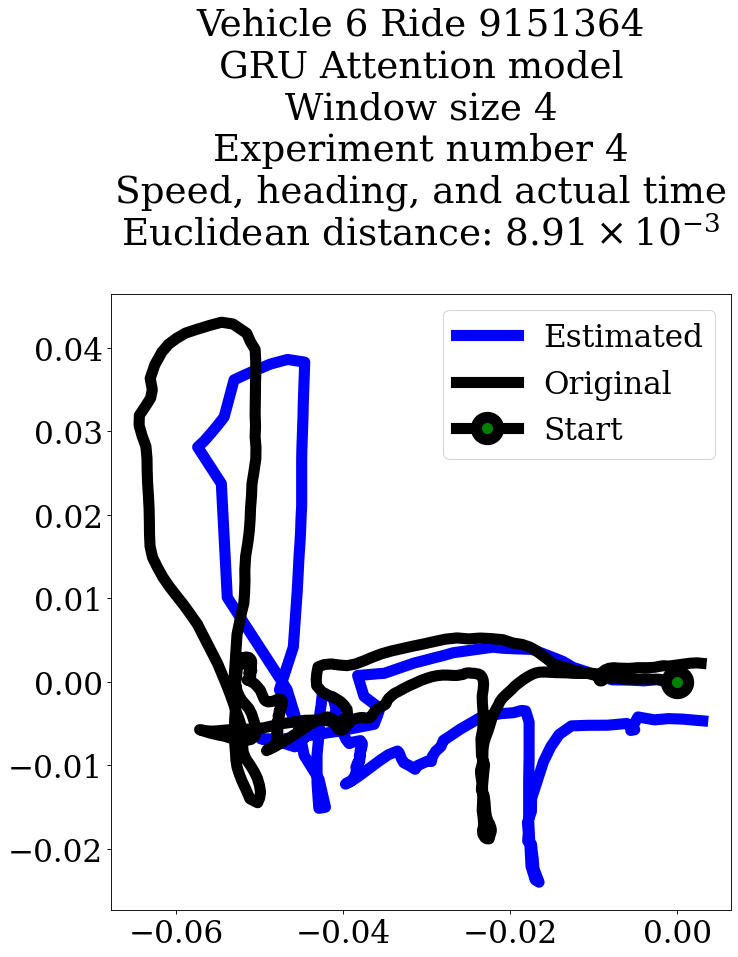 Vehicle 6 Ride 9151364
GRU Attention model
Window size 4
Experiment number 4
Speed, heading, and actual time
Euclidean distance: 8.91 × 10⁻³
Estimated
Original
Start
0.04
0.03
0.02
0.01
0.00
−0.01
−0.02
−0.06 −0.04 −0.02 0.00